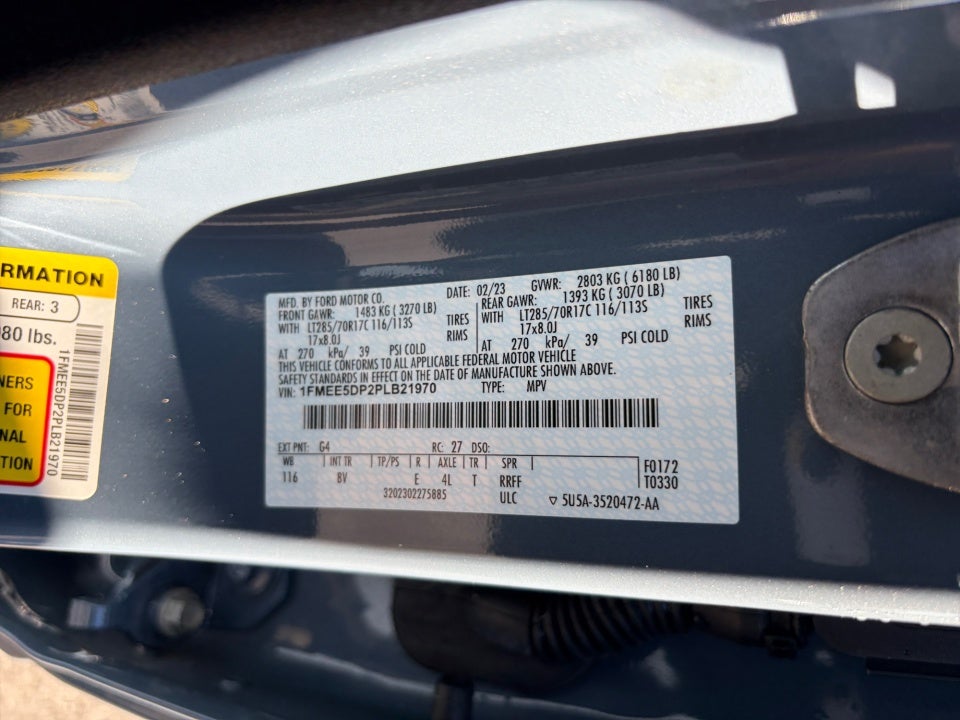 RMATION
REAR: 3
080 lbs.
NERS
FOR
NAL
TION
1FMEE5DP2PLB21970
MFD. BY FORD MOTOR CO.
DATE: 02/23 GVWR: 2803 KG ( 6180 LB)
FRONT GAWR: 1483 KG ( 3270 LB)
WITH LT285/70R17C 116/113S TIRES
17x8.0J RIMS
AT 270 kPa/ 39 PSI COLD
REAR GAWR: 1393 KG ( 3070 LB)
WITH LT285/70R17C 116/113S TIRES
17x8.0J RIMS
AT 270 kPa/ 39 PSI COLD
THIS VEHICLE CONFORMS TO ALL APPLICABLE FEDERAL MOTOR VEHICLE
SAFETY STANDARDS IN EFFECT ON THE DATE OF MANUFACTURE SHOWN ABOVE.
VIN: 1FMEE5DP2PLB21970 TYPE: MPV
EXT PNT: G4 RC: 27 DSO:
WB INT TR TP/PS R AXLE TR SPR
116 BV E 4L T RRFF
F0172
T0330
3202302275885 ULC ▽ 5U5A-3520472-AA